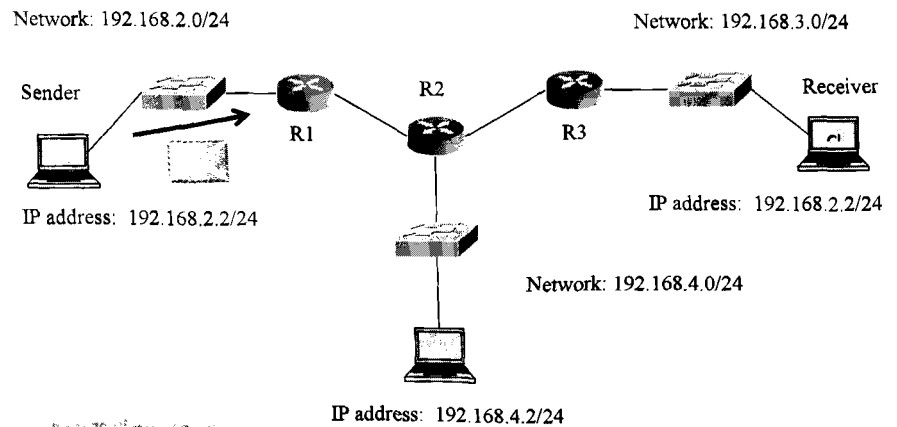 Network: 192.168.2.0/24
Network: 192.168.3.0/24
Sender
R1
R2
R3
Receiver
IP address: 192.168.2.2/24
IP address: 192.168.2.2/24
Network: 192.168.4.0/24
IP address: 192.168.4.2/24